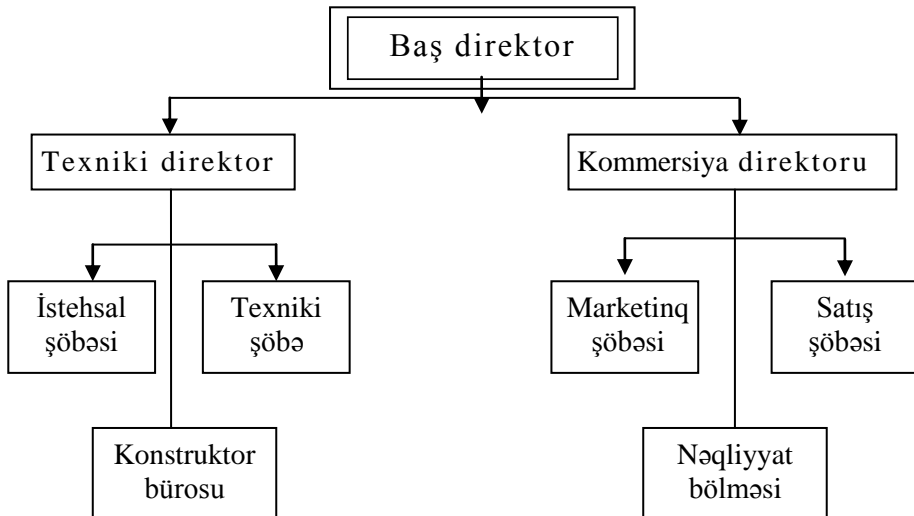 Baş direktor
Texniki direktor
Kommersiya direktoru
İstehsal
şöbəsi
Texniki
şöbə
Marketinq
şöbəsi
Satış
şöbəsi
Konstruktor
bürosu
Nəqliyyat
bölməsi